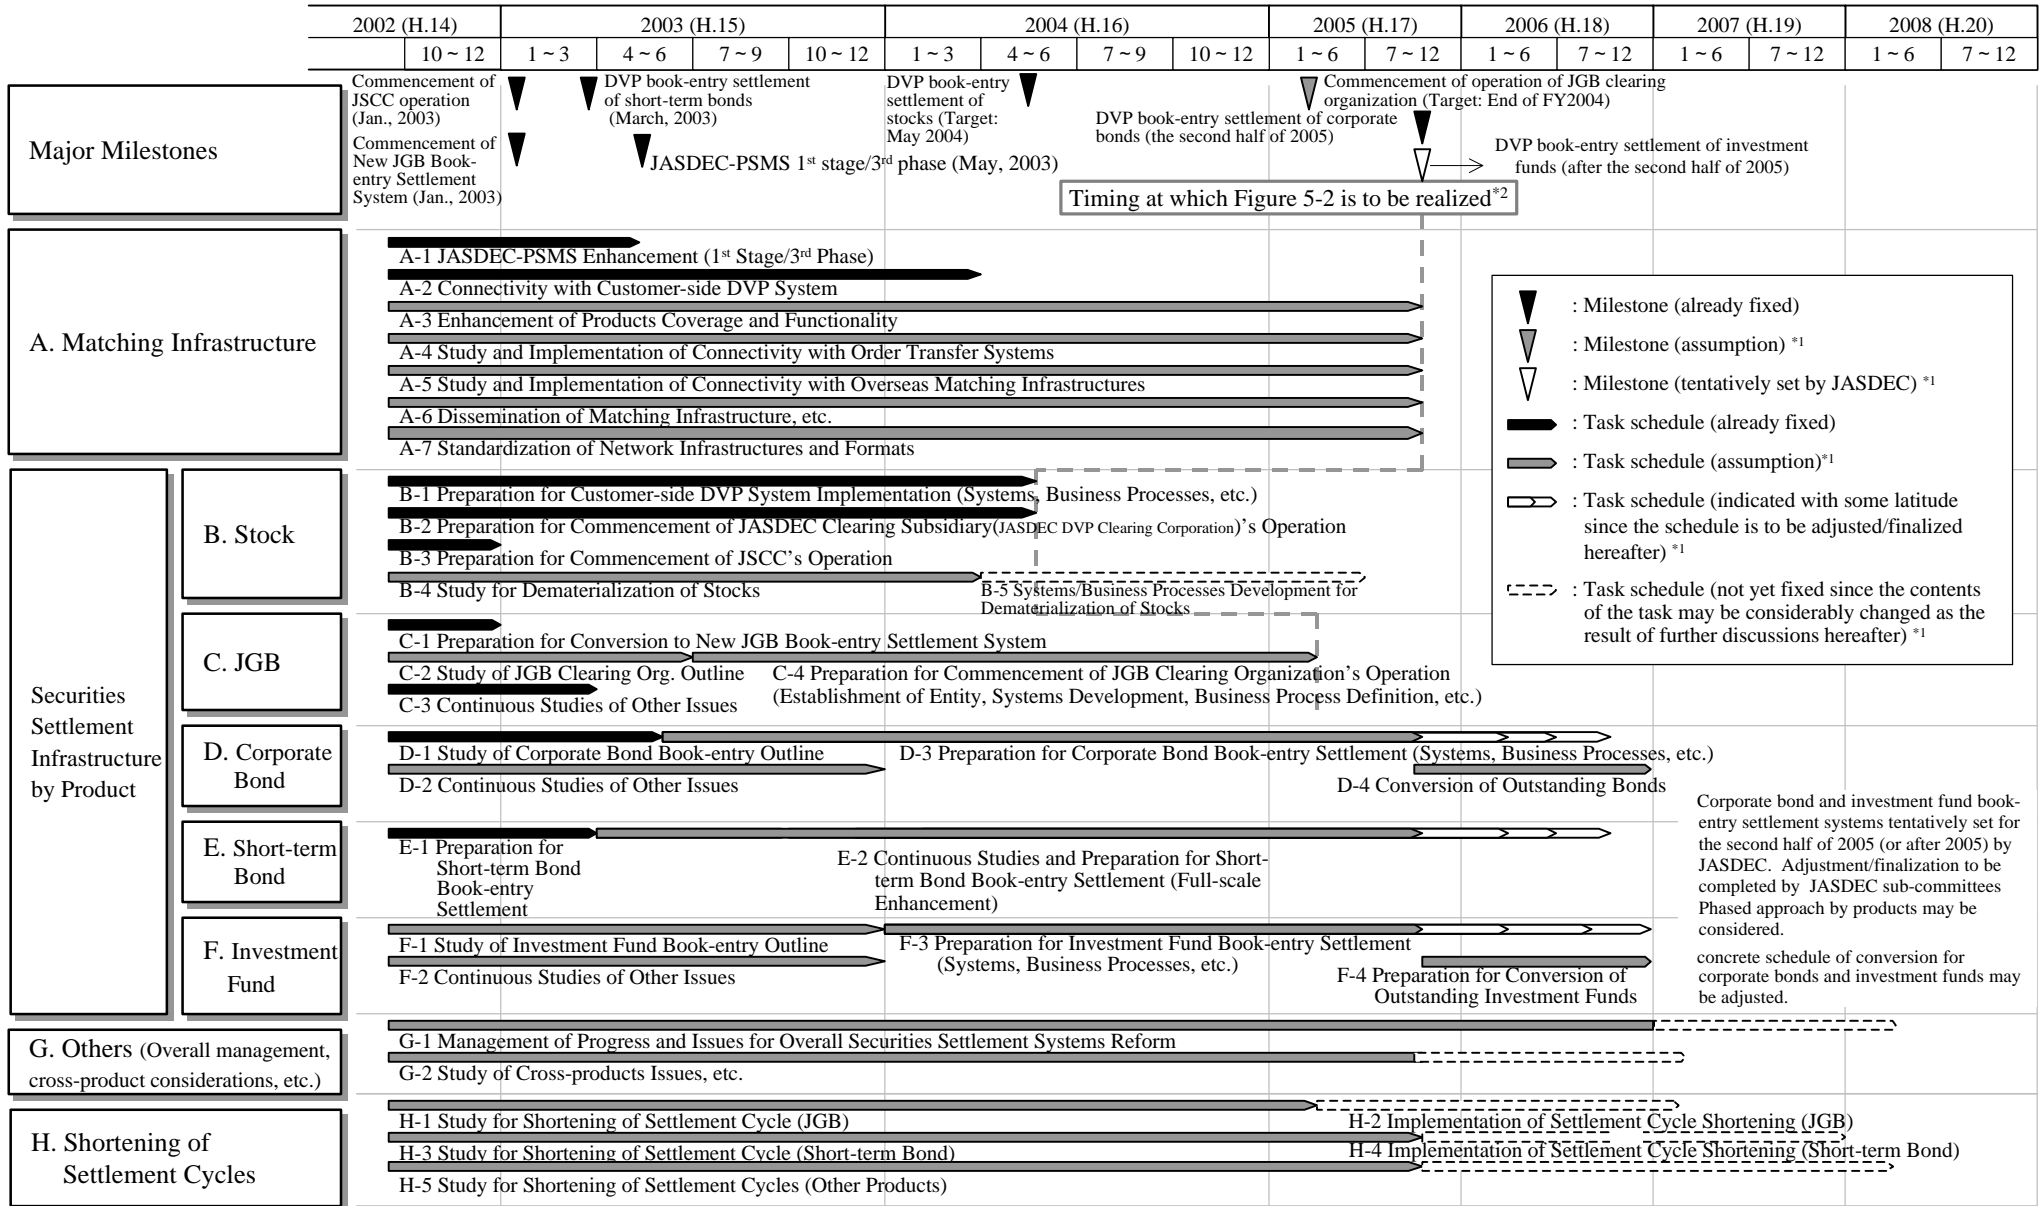 2002 (H.14) 2003 (H.15) 2004 (H.16) 2005 (H.17) 2006 (H.18) 2007 (H.19) 2008 (H.20)
10 ~ 12 1 ~ 3 4 ~ 6 7 ~ 9 10 ~ 12 1 ~ 3 4 ~ 6 7 ~ 9 10 ~ 12 1 ~ 6 7 ~ 12 1 ~ 6 7 ~ 12 1 ~ 6 7 ~ 12 1 ~ 6 7 ~ 12
Major Milestones
Commencement of
JSCC operation
(Jan., 2003)
Commencement of
New JGB Book-
entry Settlement
System (Jan., 2003)
DVP book-entry settlement
of short-term bonds
(March, 2003)
JASDEC-PSMS 1st stage/3rd phase (May, 2003)
DVP book-entry
settlement of
stocks (Target:
May 2004)
Commencement of operation of JGB clearing
organization (Target: End of FY2004)
DVP book-entry settlement of corporate
bonds (the second half of 2005)
DVP book-entry settlement of investment
funds (after the second half of 2005)
Timing at which Figure 5-2 is to be realized*2
A. Matching Infrastructure
A-1 JASDEC-PSMS Enhancement (1st Stage/3rd Phase)
A-2 Connectivity with Customer-side DVP System
A-3 Enhancement of Products Coverage and Functionality
A-4 Study and Implementation of Connectivity with Order Transfer Systems
A-5 Study and Implementation of Connectivity with Overseas Matching Infrastructures
A-6 Dissemination of Matching Infrastructure, etc.
A-7 Standardization of Network Infrastructures and Formats
: Milestone (already fixed)
: Milestone (assumption) *1
: Milestone (tentatively set by JASDEC) *1
: Task schedule (already fixed)
: Task schedule (assumption)*1
: Task schedule (indicated with some latitude
since the schedule is to be adjusted/finalized
hereafter) *1
: Task schedule (not yet fixed since the contents
of the task may be considerably changed as the
result of further discussions hereafter) *1
Securities
Settlement
Infrastructure
by Product
B. Stock
B-1 Preparation for Customer-side DVP System Implementation (Systems, Business Processes, etc.)
B-2 Preparation for Commencement of JASDEC Clearing Subsidiary(JASDEC DVP Clearing Corporation)'s Operation
B-3 Preparation for Commencement of JSCC's Operation
B-4 Study for Dematerialization of Stocks
B-5 Systems/Business Processes Development for
Dematerialization of Stocks
C. JGB
C-1 Preparation for Conversion to New JGB Book-entry Settlement System
C-2 Study of JGB Clearing Org. Outline
C-3 Continuous Studies of Other Issues
C-4 Preparation for Commencement of JGB Clearing Organization's Operation
(Establishment of Entity, Systems Development, Business Process Definition, etc.)
D. Corporate
Bond
D-1 Study of Corporate Bond Book-entry Outline
D-2 Continuous Studies of Other Issues
D-3 Preparation for Corporate Bond Book-entry Settlement (Systems, Business Processes, etc.)
D-4 Conversion of Outstanding Bonds
E. Short-term
Bond
E-1 Preparation for
Short-term Bond
Book-entry
Settlement
E-2 Continuous Studies and Preparation for Short-
term Bond Book-entry Settlement (Full-scale
Enhancement)
F. Investment
Fund
F-1 Study of Investment Fund Book-entry Outline
F-2 Continuous Studies of Other Issues
F-3 Preparation for Investment Fund Book-entry Settlement
(Systems, Business Processes, etc.)
F-4 Preparation for Conversion of
Outstanding Investment Funds
Corporate bond and investment fund book-
entry settlement systems tentatively set for
the second half of 2005 (or after 2005) by
JASDEC. Adjustment/finalization to be
completed by JASDEC sub-committees
Phased approach by products may be
considered.
concrete schedule of conversion for
corporate bonds and investment funds may
be adjusted.
G. Others (Overall management,
cross-product considerations, etc.)
G-1 Management of Progress and Issues for Overall Securities Settlement Systems Reform
G-2 Study of Cross-products Issues, etc.
H. Shortening of
Settlement Cycles
H-1 Study for Shortening of Settlement Cycle (JGB)
H-2 Implementation of Settlement Cycle Shortening (JGB)
H-3 Study for Shortening of Settlement Cycle (Short-term Bond)
H-4 Implementation of Settlement Cycle Shortening (Short-term Bond)
H-5 Study for Shortening of Settlement Cycles (Other Products)